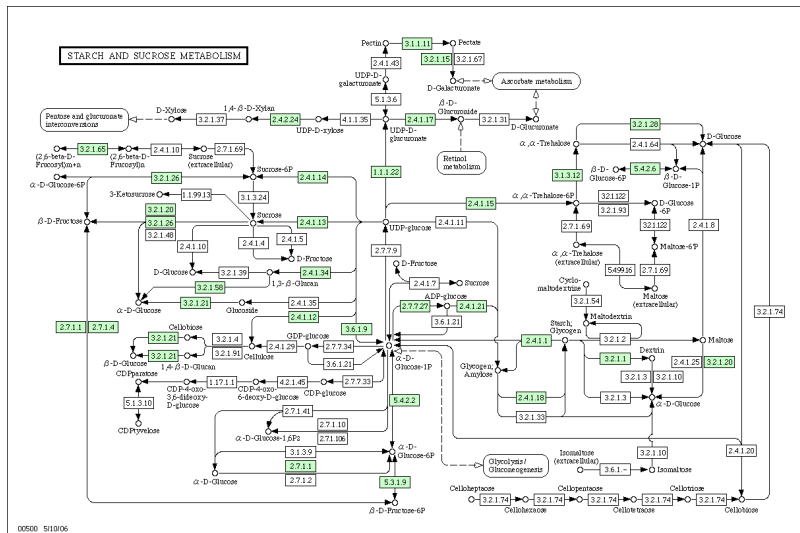 STARCH AND SUCROSE METABOLISM
Pectin
3.1.1.11
Pectate
2.4.1.43
3.2.1.15
3.2.1.67
UDP-D-
galacturonate
D-Galacturonate
Ascorbate metabolism
5.1.3.6
Pentose and glucuronate
interconversions
D-Xylose
3.2.1.37
1,4-β-D-Xylan
2.4.2.24
UDP-D-xylose
4.1.1.35
UDP-D-
glucuronate
2.4.1.17
β-D-
Glucuronide
3.2.1.31
D-Glucuronate
Retinol
metabolism
(2,6-beta-D-
Frucosyl)m+n
3.2.1.65
(2,6-beta-D-
Frucosyl)n
2.4.1.10
Sucrose
(extracellular)
2.7.1.69
Sucrose-6P
α-D-Glucose-6P
3.2.1.26
2.4.1.14
1.1.1.22
3-Ketosucrose
1.1.99.13
3.1.3.24
β-D-Fructose
3.2.1.20
3.2.1.26
3.2.1.48
Sucrose
2.4.1.13
UDP-glucose
2.4.1.11
2.4.1.15
2.4.1.10
2.4.1.4
2.4.1.5
D-Fructose
D-Glucose
3.2.1.39
1,3-β-Glucan
2.4.1.34
3.2.1.58
α-D-Glucose
3.2.1.21
Glucoside
2.4.1.35
2.4.1.12
2.7.7.9
D-Fructose
2.4.1.7
Sucrose
ADP-glucose
2.7.7.27
2.4.1.21
3.6.1.21
α,α-Trehalose
3.2.1.28
2.4.1.64
D-Glucose
3.1.3.12
β-D-
Glucose-6P
5.4.2.6
β-D-
Glucose-1P
α,α-Trehalose-6P
3.2.1.122
3.2.1.93
D-Glucose
-6P
3.2.1.122
Maltose-6'P
2.7.1.69
α,α-Trehalose
(extracellular)
5.4.99.16
2.7.1.69
Maltose
(extracellular)
2.4.1.8
Cyclo-
maltodextrine
3.2.1.54
Maltodextrin
3.2.1.74
2.7.1.1
2.7.1.4
3.6.1.9
Cellobiose
3.2.1.21
3.2.1.4
3.2.1.91
β-D-Glucose
3.2.1.21
1,4-β-D-Glucan
Cellulose
2.4.1.29
GDP-glucose
2.7.7.34
3.6.1.21
α-D-
Glucose-1P
Starch;
Glycogen
2.4.1.1
3.2.1.2
Maltose
Glycogen;
Amylose
3.2.1.1
Dextrin
3.2.1.3
3.2.1.10
2.4.1.25
3.2.1.20
2.4.1.18
3.2.1.3
α-D-Glucose
3.2.1.33
CDPparatose
1.17.1.1
CDP-4-oxo-
3,6-dideoxy-
D-glucose
4.2.1.45
CDP-4-oxo-
6-deoxy-D-glucose
CDP-glucose
2.7.7.33
5.1.3.10
CDPtyvelose
5.4.2.2
2.7.1.41
2.7.1.10
2.7.1.106
α-D-Glucose-1,6P2
α-D-
Glucose-6P
3.1.3.9
2.7.1.1
2.7.1.2
α-D-Glucose
5.3.1.9
β-D-Fructose-6P
Glycolysis /
Gluconeogenesis
Isomaltose
(extracellular)
3.6.1.-
Isomaltose
3.2.1.10
2.4.1.20
Celloheptaose
3.2.1.74
Cellohexaose
3.2.1.74
Cellopentaose
3.2.1.74
Cellotetraose
3.2.1.74
Cellotriose
3.2.1.74
Cellobiose
00500 5/10/06